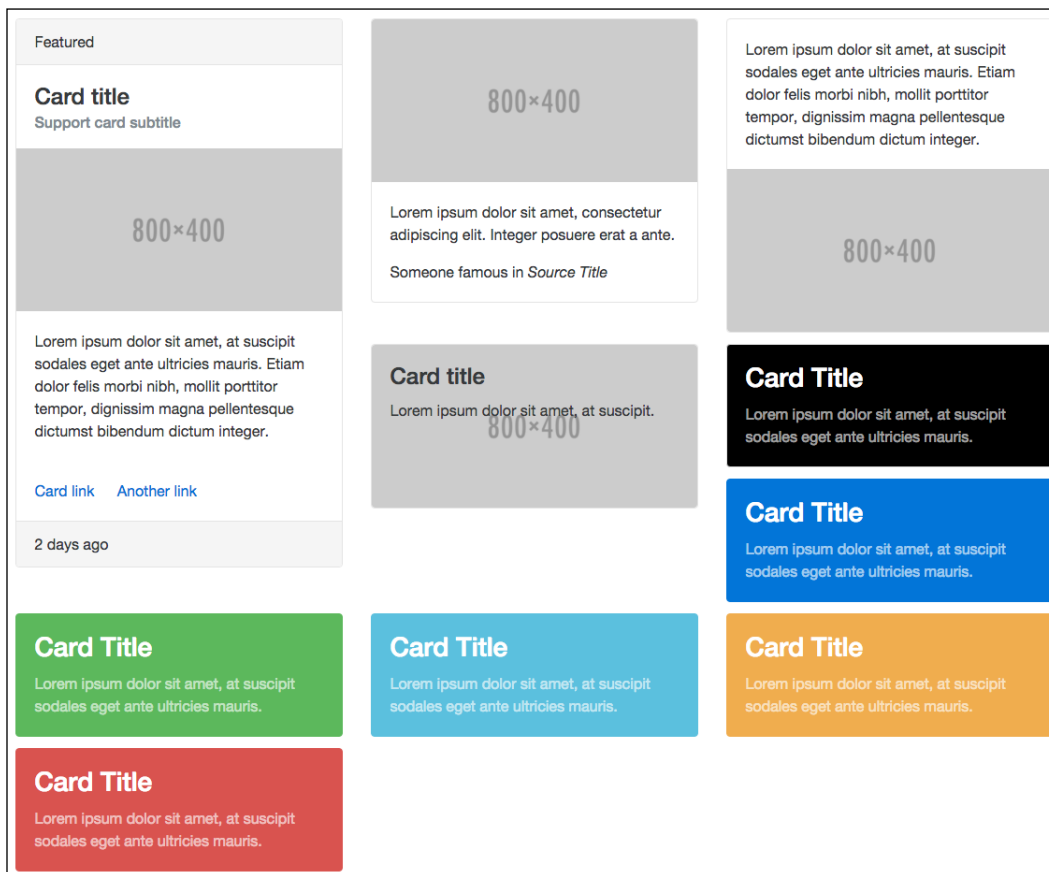 Featured
Card title
Support card subtitle
800×400
Lorem ipsum dolor sit amet, at suscipit
sodales eget ante ultricies mauris. Etiam
dolor felis morbi nibh, mollit porttitor
tempor, dignissim magna pellentesque
dictumst bibendum dictum integer.
Card link Another link
2 days ago
800×400
Lorem ipsum dolor sit amet, consectetur
adipiscing elit. Integer posuere erat a ante.
Someone famous in Source Title
Lorem ipsum dolor sit amet, at suscipit
sodales eget ante ultricies mauris. Etiam
dolor felis morbi nibh, mollit porttitor
tempor, dignissim magna pellentesque
dictumst bibendum dictum integer.
800×400
Card title
Lorem ipsum dolor sit amet, at suscipit.
800×400
Card Title
Lorem ipsum dolor sit amet, at suscipit
sodales eget ante ultricies mauris.
Card Title
Lorem ipsum dolor sit amet, at suscipit
sodales eget ante ultricies mauris.
Card Title
Lorem ipsum dolor sit amet, at suscipit
sodales eget ante ultricies mauris.
Card Title
Lorem ipsum dolor sit amet, at suscipit
sodales eget ante ultricies mauris.
Card Title
Lorem ipsum dolor sit amet, at suscipit
sodales eget ante ultricies mauris.
Card Title
Lorem ipsum dolor sit amet, at suscipit
sodales eget ante ultricies mauris.